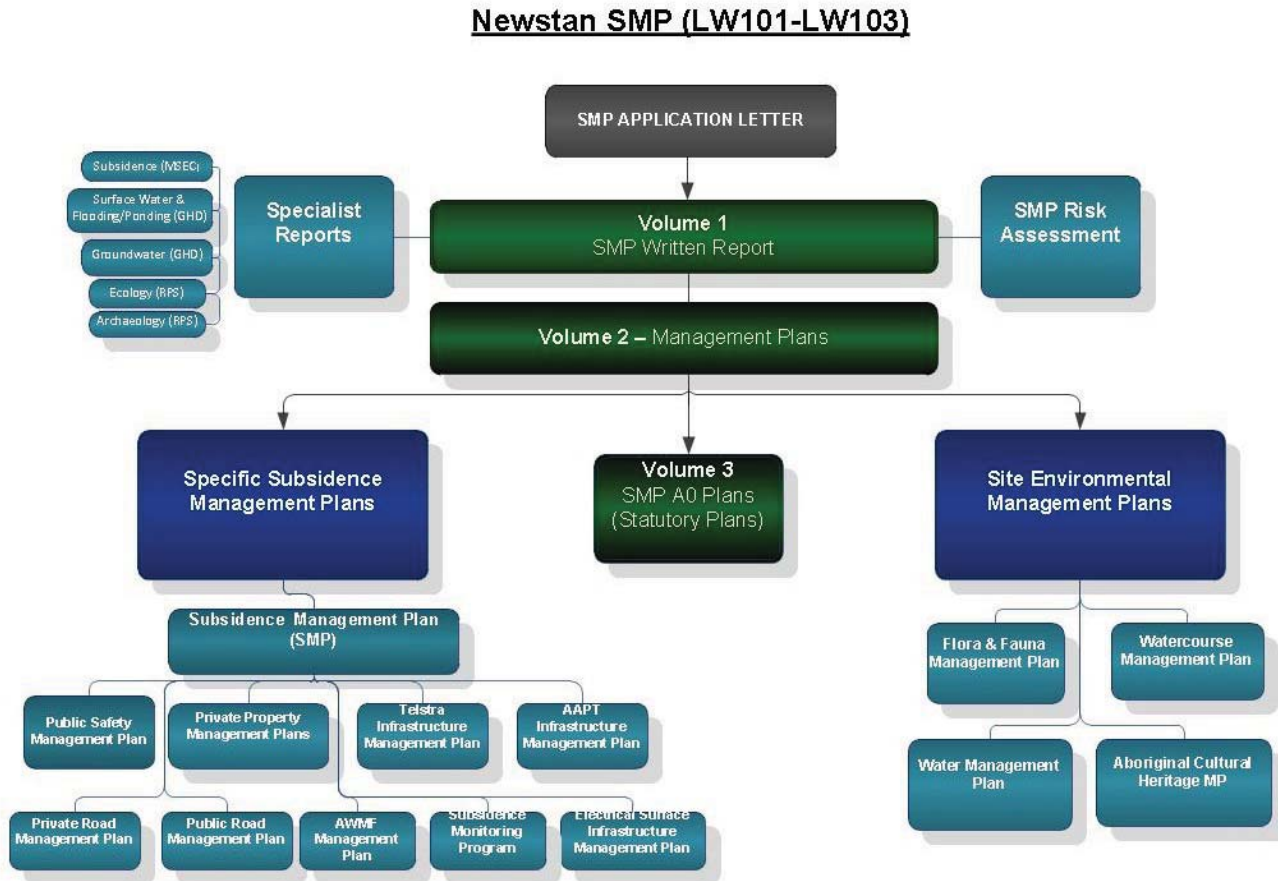 Newstan SMP (LW101-LW103)
SMP APPLICATION LETTER
Subsidence (MSEC)
Surface Water &
Flooding/Ponding (GHD)
Groundwater (GHD)
Ecology (RPS)
Archaeology (RPS)
Specialist
Reports
Volume 1
SMP Written Report
SMP Risk
Assessment
Volume 2 – Management Plans
Specific Subsidence
Management Plans
Volume 3
SMP A0 Plans
(Statutory Plans)
Site Environmental
Management Plans
Subsidence Management Plan
(SMP)
Public Safety
Management Plan
Private Property
Management Plans
Telstra
Infrastructure
Management Plan
AAPT
Infrastructure
Management Plan
Private Road
Management Plan
Public Road
Management Plan
AWMF
Management
Plan
Subsidence
Monitoring
Program
Electrical Surface
Infrastructure
Management Plan
Flora & Fauna
Management Plan
Watercourse
Management Plan
Water Management
Plan
Aboriginal Cultural
Heritage MP